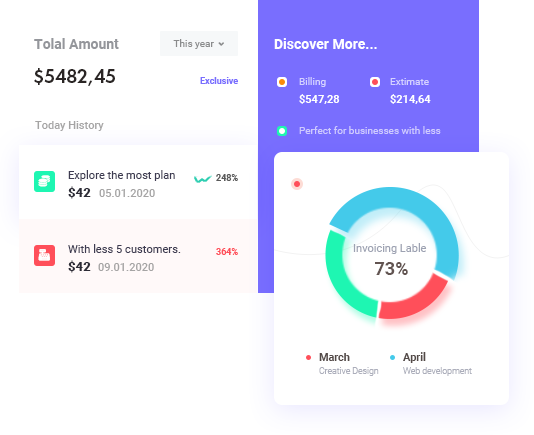 Tolal Amount
This year
$5482,45
Exclusive
Today History
Explore the most plan
248%
$42 05.01.2020
With less 5 customers.
364%
$42 09.01.2020
Discover More...
Billing
$547,28
Extimate
$214,64
Perfect for businesses with less
Invoicing Lable
73%
March
Creative Design
April
Web development